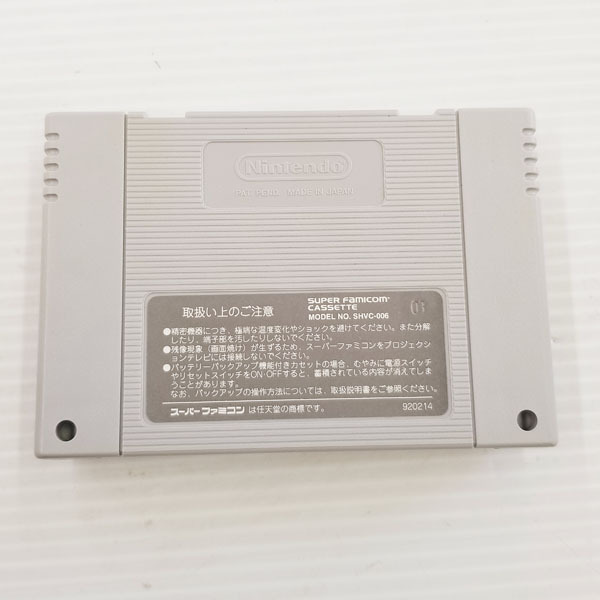 Nintendo
PAT. PEND. MADE IN JAPAN
取扱い上のご注意
SUPER FAMICOM
CASSETTE
MODEL NO. SHVC-006
●精密機器につき、極端な温度変化やショックを避けてください。また分解
したり、端子部を汚したりしないでください。
●残像現象(画面焼け)が生ずるため、スーパーファミコンをプロジェクシ
ョンテレビには接続しないでください。
●バッテリーバックアップ機能付きカセットの場合、むやみに電源スイッチ
やリセットスイッチをON·OFFすると、蓄積されている内容が消えてしま
うことがあります。
なお、バックアップの操作方法については、取扱説明書をご参照ください。
スーパーファミコン は任天堂の商標です。
920214